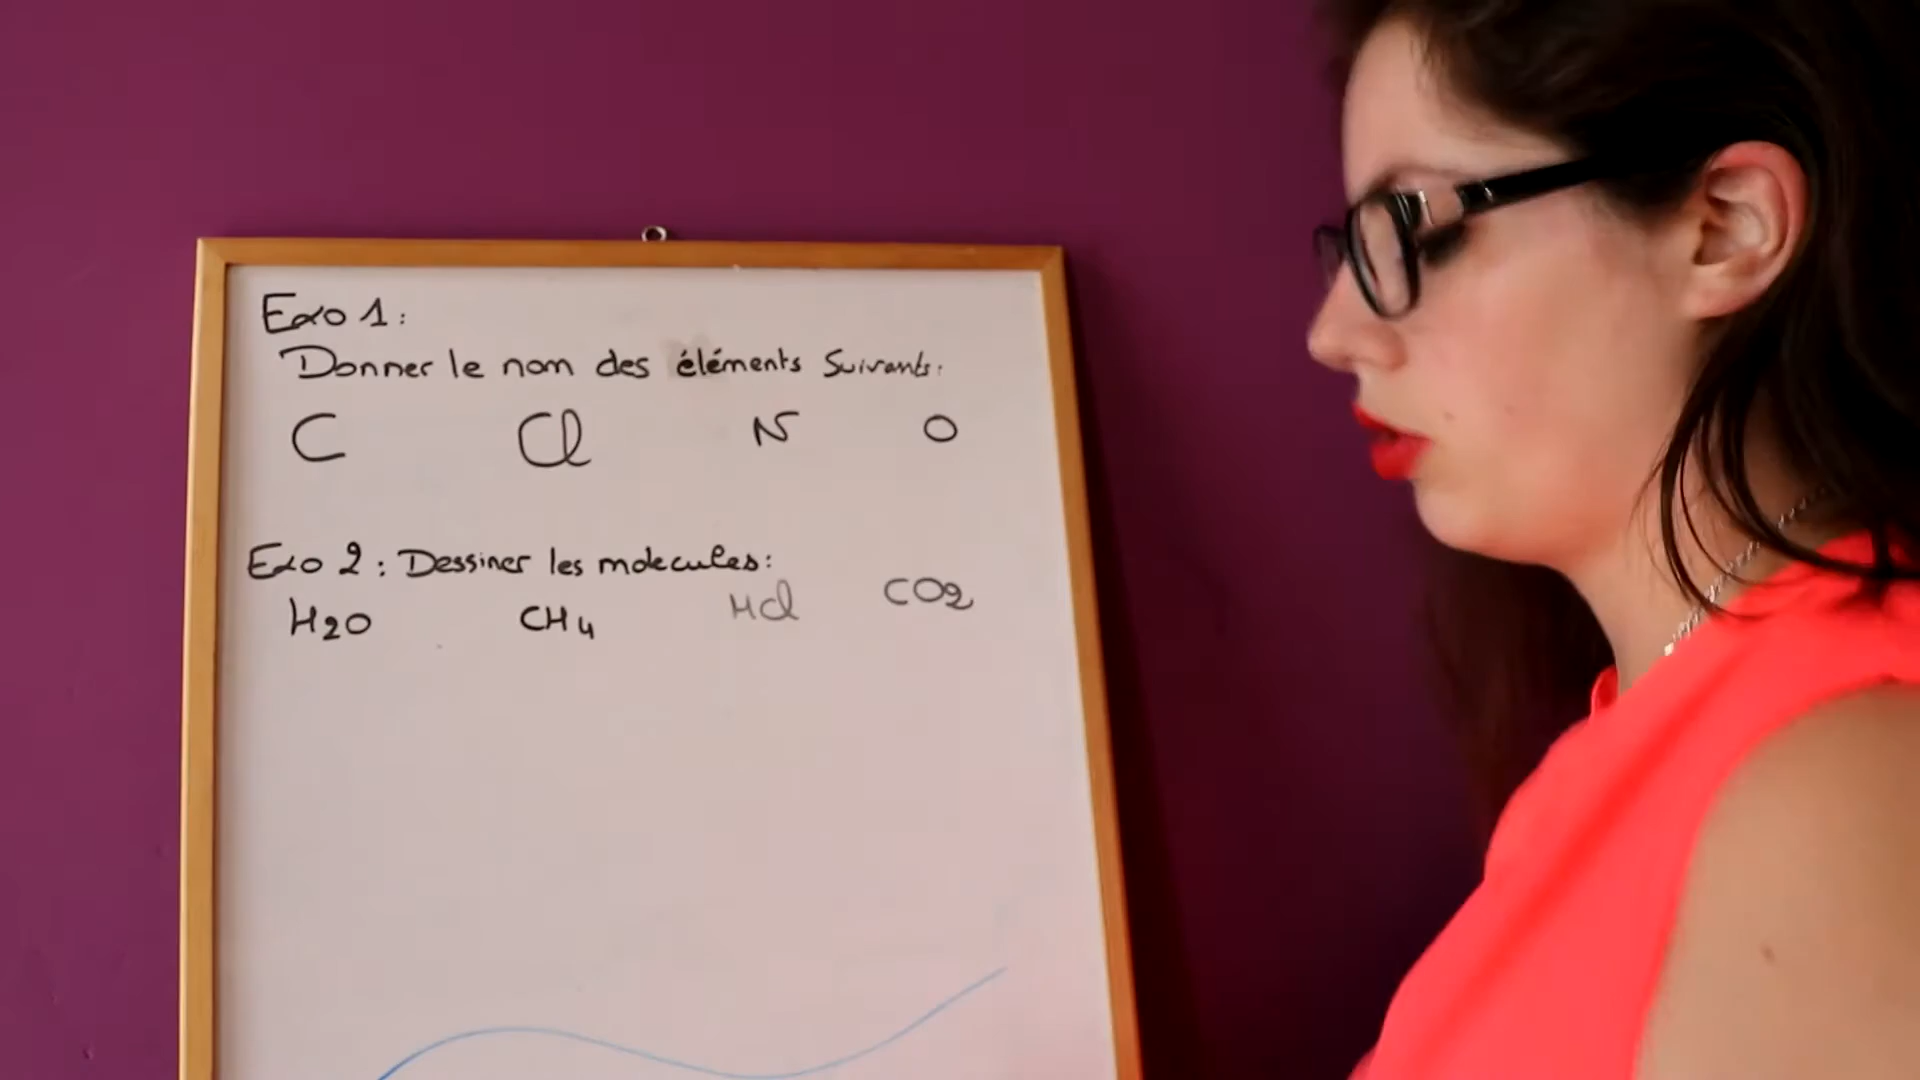 Exo 1:
Donner le nom des éléments suivants:
C Cl N O
Exo 2: Dessiner les molecules:
H2O CH4 HCl CO2